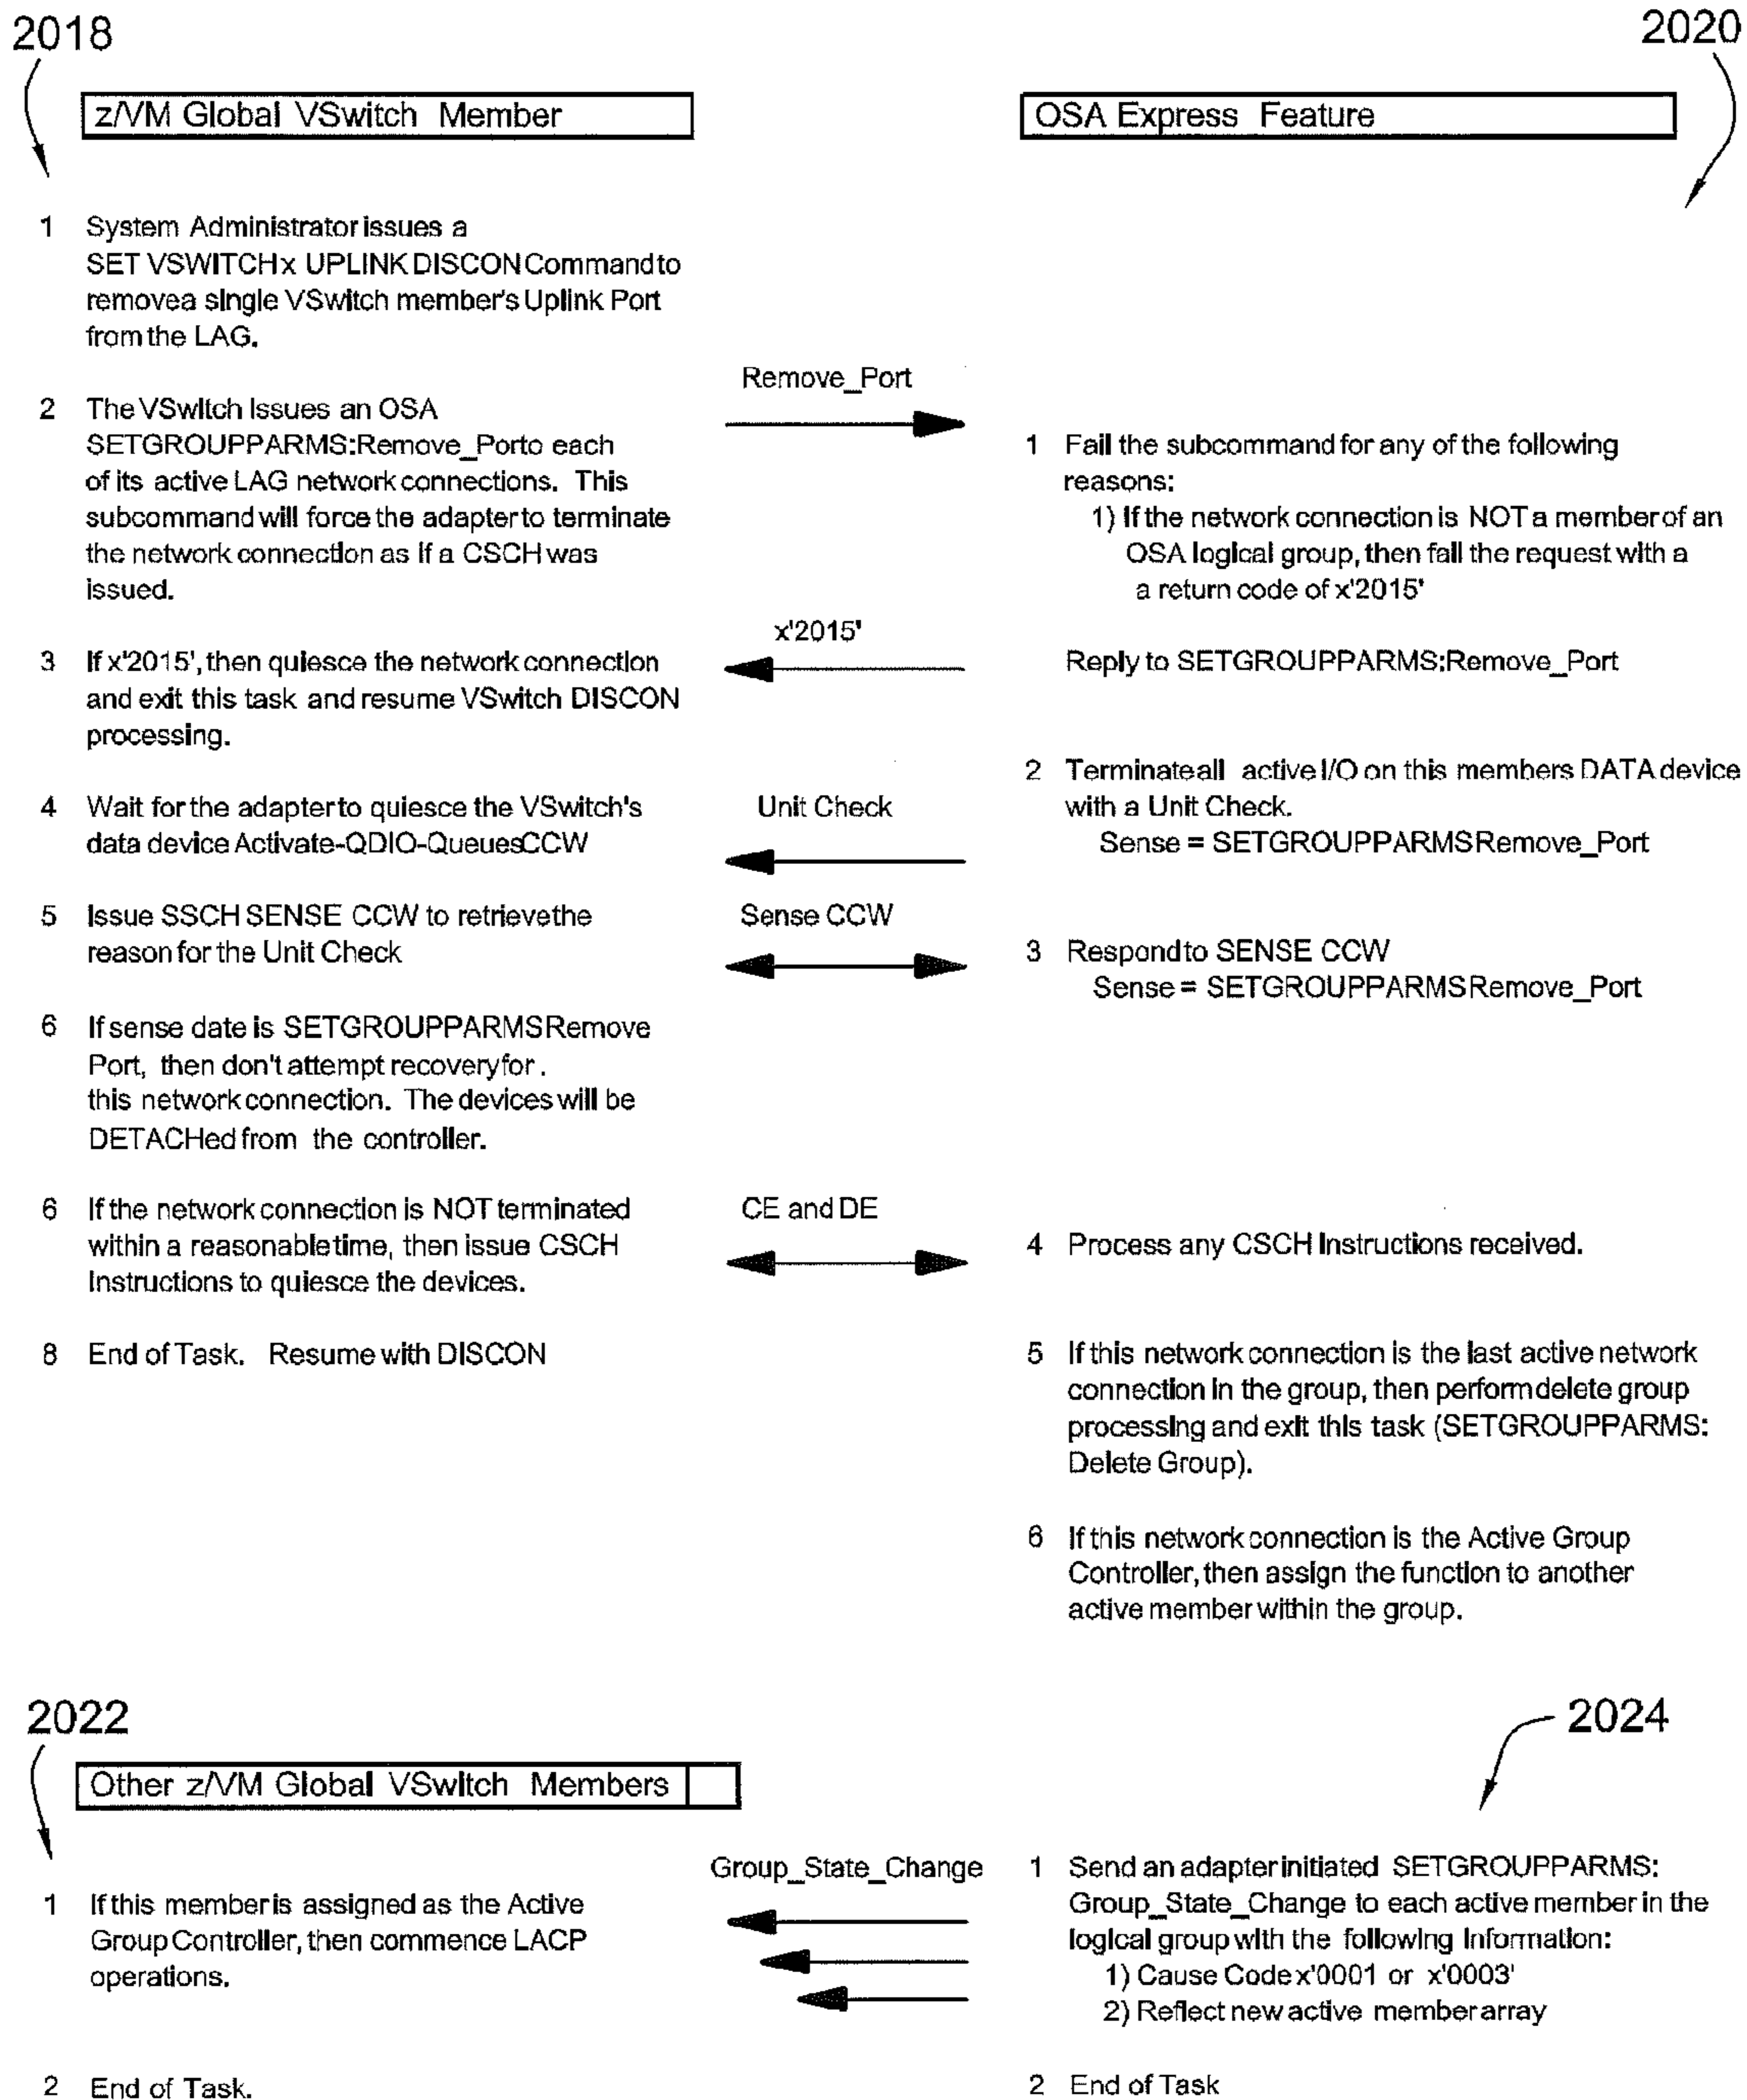 2018
2020
z/VM Global VSwitch Member
OSA Express Feature
1 System Administrator issues a
SET VSWITCH x UPLINK DISCON Command to
remove a single VSwitch member's Uplink Port
from the LAG.
2 The VSwitch Issues an OSA
SETGROUPPARMS:Remove_Porto each
of its active LAG network connections. This
subcommand will force the adapter to terminate
the network connection as if a CSCH was
issued.
3 If x'2015', then quiesce the network connection
and exit this task and resume VSwitch DISCON
processing.
4 Wait for the adapter to quiesce the VSwitch's
data device Activate-QDIO-QueuesCCW
5 Issue SSCH SENSE CCW to retrieve the
reason for the Unit Check
6 If sense date is SETGROUPPARMSRemove
Port, then don't attempt recovery for .
this network connection. The devices will be
DETACHed from the controller.
6 If the network connection is NOT terminated
within a reasonable time, then issue CSCH
Instructions to quiesce the devices.
8 End of Task. Resume with DISCON
Remove_Port
x'2015'
Unit Check
Sense CCW
CE and DE
1 Fail the subcommand for any of the following
reasons:
1) If the network connection is NOT a member of an
OSA logical group, then fail the request with a
a return code of x'2015'
Reply to SETGROUPPARMS:Remove_Port
2 Terminate all active I/O on this members DATA device
with a Unit Check.
Sense = SETGROUPPARMSRemove_Port
3 Respond to SENSE CCW
Sense = SETGROUPPARMSRemove_Port
4 Process any CSCH Instructions received.
5 If this network connection is the last active network
connection in the group, then perform delete group
processing and exit this task (SETGROUPPARMS:
Delete Group).
6 If this network connection is the Active Group
Controller, then assign the function to another
active member within the group.
2022
2024
Other z/VM Global VSwitch Members
1 If this member is assigned as the Active
Group Controller, then commence LACP
operations.
2 End of Task.
Group_State_Change
1 Send an adapter initiated SETGROUPPARMS:
Group_State_Change to each active member in the
logical group with the following Information:
1) Cause Code x'0001 or x'0003'
2) Reflect new active member array
2 End of Task